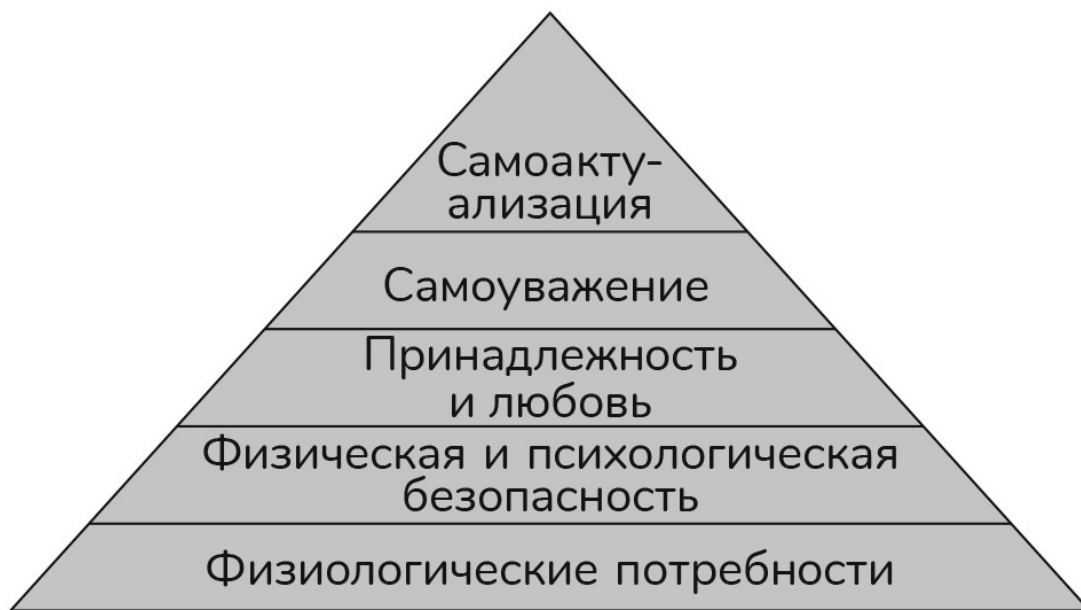 Самоакту-
ализация
Самоуважение
Принадлежность
и любовь
Физическая и психологическая
безопасность
Физиологические потребности